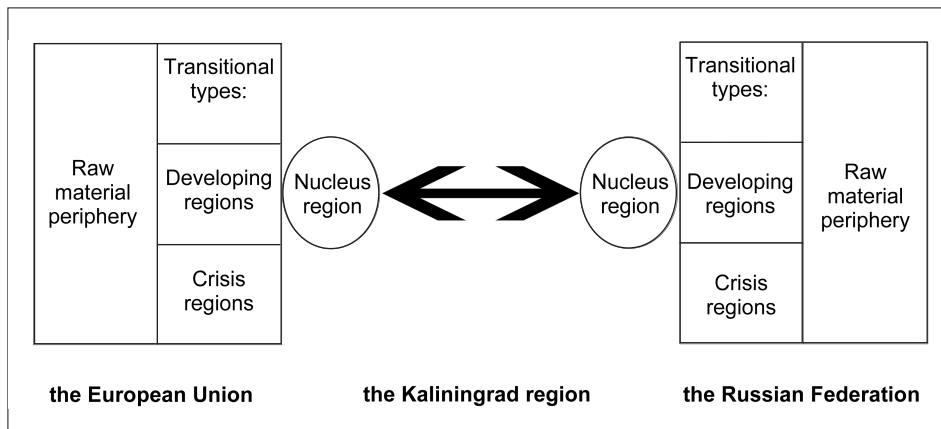 Raw
material
periphery
Transitional
types:
Developing
regions
Crisis
regions
Nucleus
region
Nucleus
region
Transitional
types:
Developing
regions
Crisis
regions
Raw
material
periphery
the European Union
the Kaliningrad region
the Russian Federation